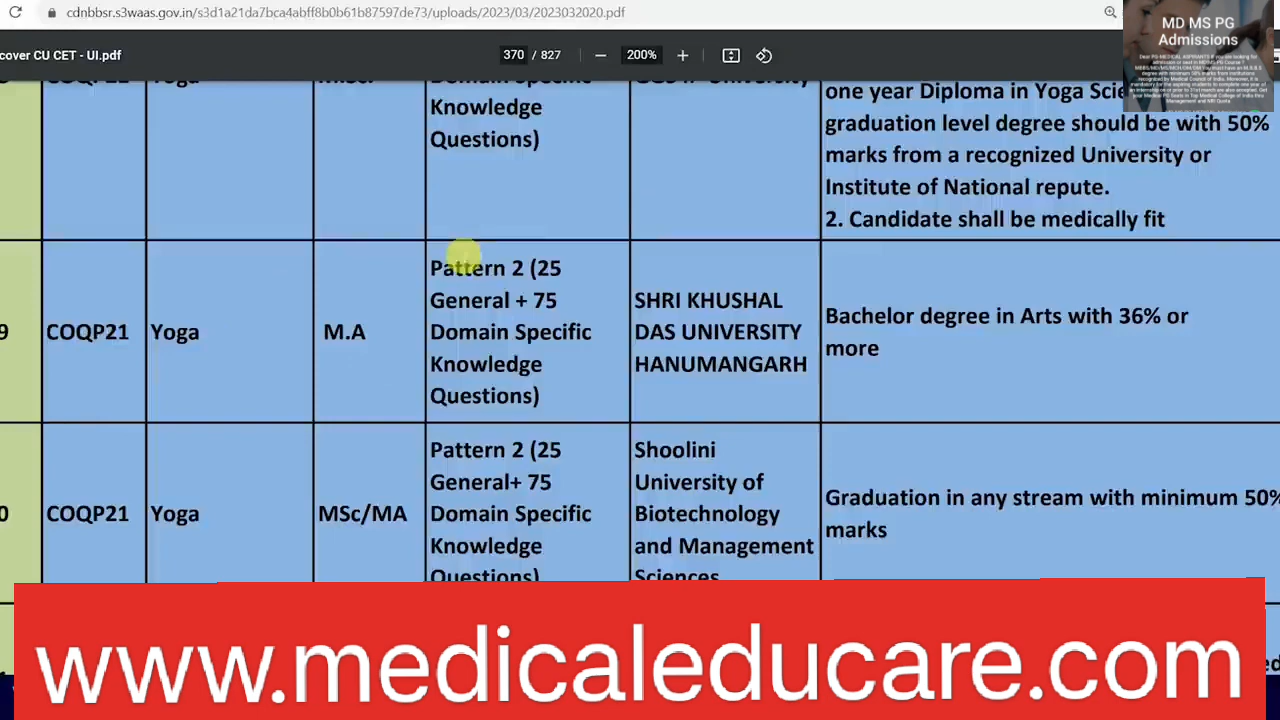 cdnbbsr.s3waas.gov.in/s3d1a21da7bca4abff8b0b61b87597de73/uploads/2023/03/2023032020.pdf
cover CU CET - UI.pdf
370 / 827
200%
MD MS PG
Admissions
Yoga
Knowledge
Questions)
one year Diploma in Yoga
graduation level degree should be with 50%
marks from a recognized University or
Institute of National repute.
2. Candidate shall be medically fit
9
COQP21
Yoga
M.A
Pattern 2 (25
General + 75
Domain Specific
Knowledge
Questions)
SHRI KHUSHAL
DAS UNIVERSITY
HANUMANGARH
Bachelor degree in Arts with 36% or
more
0
COQP21
Yoga
MSc/MA
Pattern 2 (25
General+ 75
Domain Specific
Knowledge
Questions)
Shoolini
University of
Biotechnology
and Management
Sciences
Graduation in any stream with minimum 50%
marks
www.medicaleducare.com